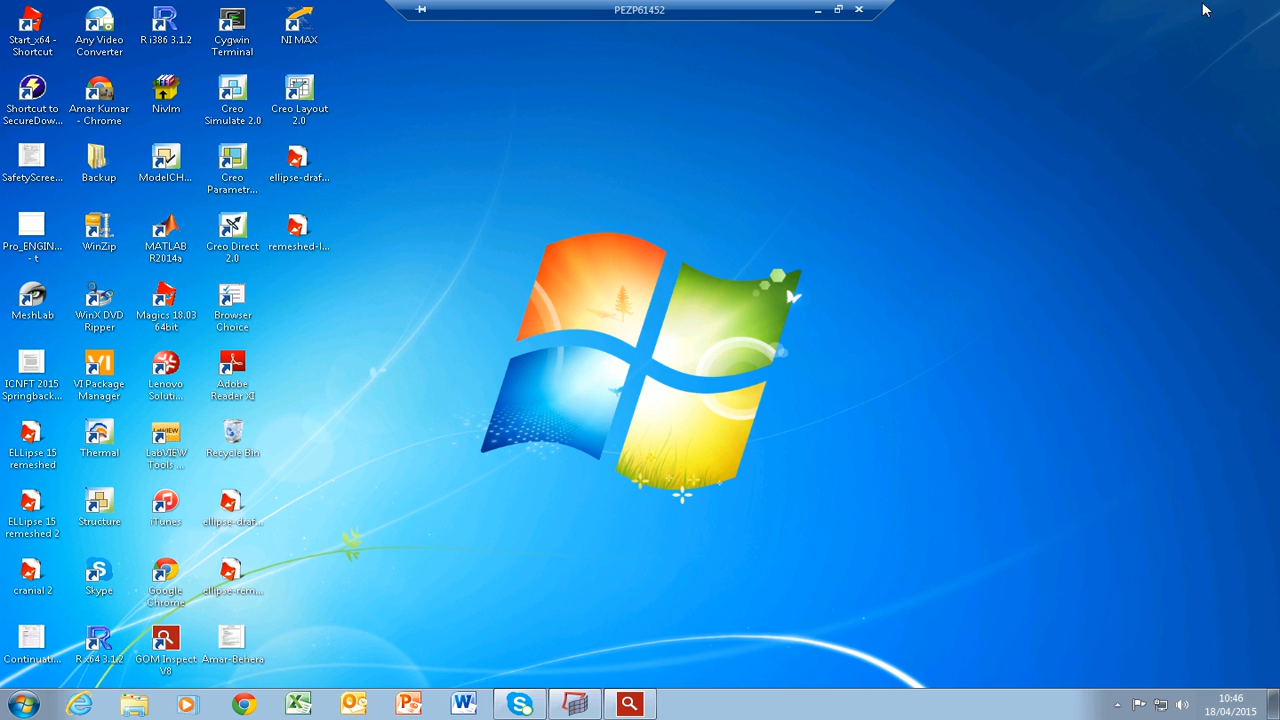 PEZP61452
Start_x64 -
Shortcut
Any Video
Converter
R i386 3.1.2
Cygwin
Terminal
NI MAX
Shortcut to
SecureDow...
Amar Kumar
- Chrome
Nivlm
Creo
Simulate 2.0
Creo Layout
2.0
SafetyScree...
Backup
ModelCH...
Creo
Parametr...
ellipse-draf...
Pro_ENGIN...
- t
WinZip
MATLAB
R2014a
Creo Direct
2.0
remeshed-l...
MeshLab
WinX DVD
Ripper
Magics 18.03
64bit
Browser
Choice
ICNFT 2015
Springback...
VI Package
Manager
Lenovo
Soluti...
Adobe
Reader XI
ELLipse 15
remeshed
Thermal
LabVIEW
Tools ...
Recycle Bin
ELLipse 15
remeshed 2
Structure
iTunes
ellipse-draf...
cranial 2
Skype
Google
Chrome
ellipse-rem...
Continuati...
R x64 3.1.2
GOM Inspect
V8
Amar-Behera
10:46
18/04/2015